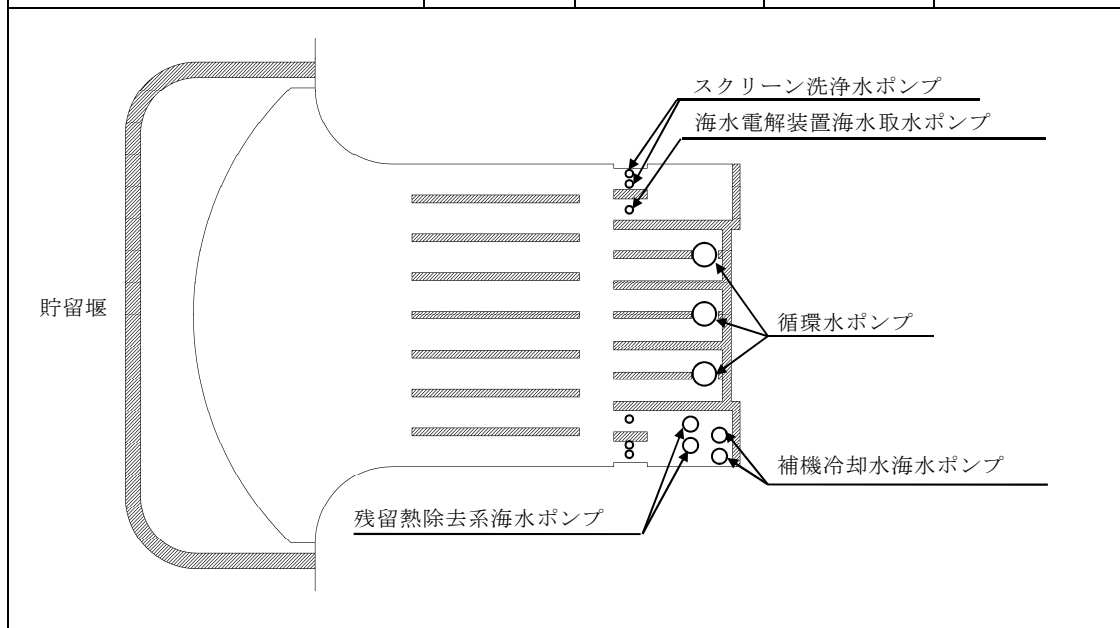 スクリーン洗浄水ポンプ
海水電解装置海水取水ポンプ
貯留堰
循環水ポンプ
補機冷却水海水ポンプ
残留熱除去系海水ポンプ